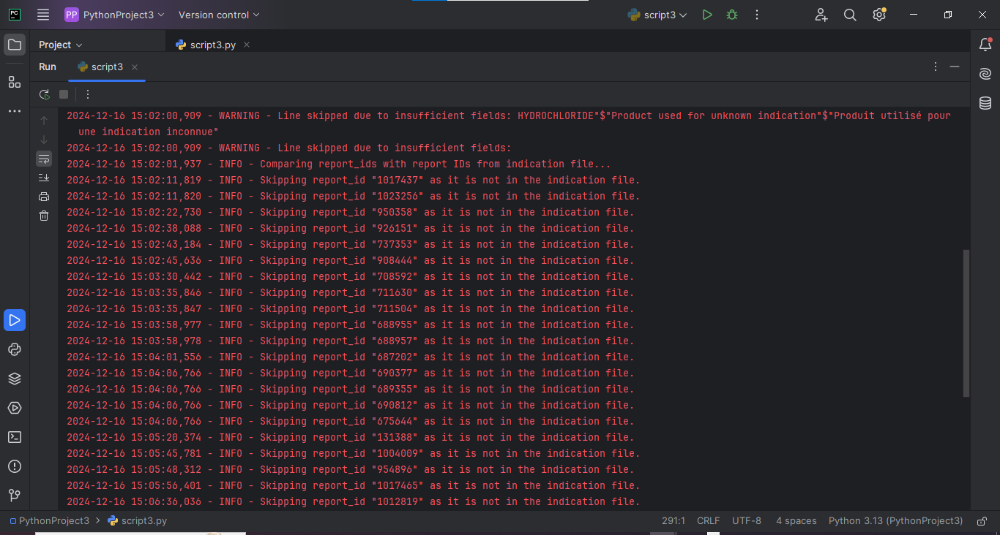 PC
PP PythonProject3 Version control script3
Project script3.py
Run script3
2024-12-16 15:02:00,909 - WARNING - Line skipped due to insufficient fields: HYDROCHLORIDE"$"Product used for unknown indication"$"Produit utilisé pour
une indication inconnue"
2024-12-16 15:02:00,909 - WARNING - Line skipped due to insufficient fields:
2024-12-16 15:02:01,937 - INFO - Comparing report_ids with report IDs from indication file...
2024-12-16 15:02:11,819 - INFO - Skipping report_id "1017437" as it is not in the indication file.
2024-12-16 15:02:11,820 - INFO - Skipping report_id "1023256" as it is not in the indication file.
2024-12-16 15:02:22,730 - INFO - Skipping report_id "950358" as it is not in the indication file.
2024-12-16 15:02:38,088 - INFO - Skipping report_id "926151" as it is not in the indication file.
2024-12-16 15:02:43,184 - INFO - Skipping report_id "737353" as it is not in the indication file.
2024-12-16 15:02:45,636 - INFO - Skipping report_id "908444" as it is not in the indication file.
2024-12-16 15:03:30,442 - INFO - Skipping report_id "708592" as it is not in the indication file.
2024-12-16 15:03:35,846 - INFO - Skipping report_id "711630" as it is not in the indication file.
2024-12-16 15:03:35,847 - INFO - Skipping report_id "711504" as it is not in the indication file.
2024-12-16 15:03:58,977 - INFO - Skipping report_id "688955" as it is not in the indication file.
2024-12-16 15:03:58,978 - INFO - Skipping report_id "688957" as it is not in the indication file.
2024-12-16 15:04:01,556 - INFO - Skipping report_id "687202" as it is not in the indication file.
2024-12-16 15:04:06,766 - INFO - Skipping report_id "690377" as it is not in the indication file.
2024-12-16 15:04:06,766 - INFO - Skipping report_id "689355" as it is not in the indication file.
2024-12-16 15:04:06,766 - INFO - Skipping report_id "690812" as it is not in the indication file.
2024-12-16 15:04:06,766 - INFO - Skipping report_id "675644" as it is not in the indication file.
2024-12-16 15:05:20,374 - INFO - Skipping report_id "131388" as it is not in the indication file.
2024-12-16 15:05:45,781 - INFO - Skipping report_id "1004009" as it is not in the indication file.
2024-12-16 15:05:48,312 - INFO - Skipping report_id "954896" as it is not in the indication file.
2024-12-16 15:05:56,401 - INFO - Skipping report_id "1017465" as it is not in the indication file.
2024-12-16 15:06:36,036 - INFO - Skipping report_id "1012819" as it is not in the indication file.
PythonProject3 > script3.py 291:1 CRLF UTF-8 4 spaces Python 3.13 (PythonProject3)